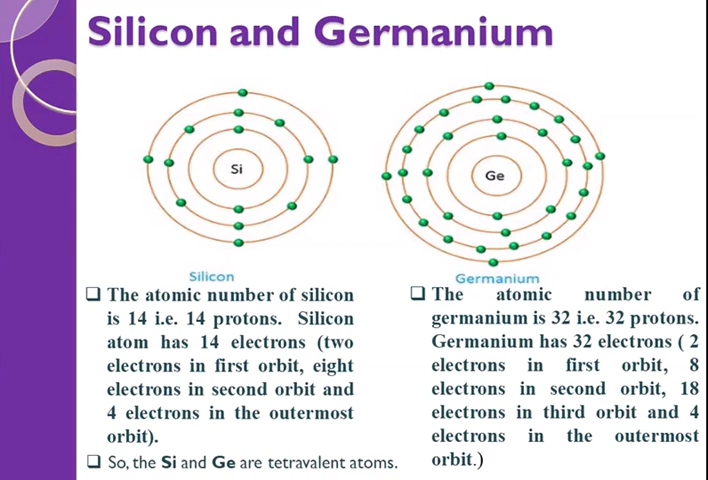 Silicon and Germanium
Si
Ge
Silicon
❑ The atomic number of silicon
is 14 i.e. 14 protons. Silicon
atom has 14 electrons (two
electrons in first orbit, eight
electrons in second orbit and
4 electrons in the outermost
orbit).
❑ So, the Si and Ge are tetravalent atoms.
Germanium
❑ The atomic number of
germanium is 32 i.e. 32 protons.
Germanium has 32 electrons ( 2
electrons in first orbit, 8
electrons in second orbit, 18
electrons in third orbit and 4
electrons in the outermost
orbit.)